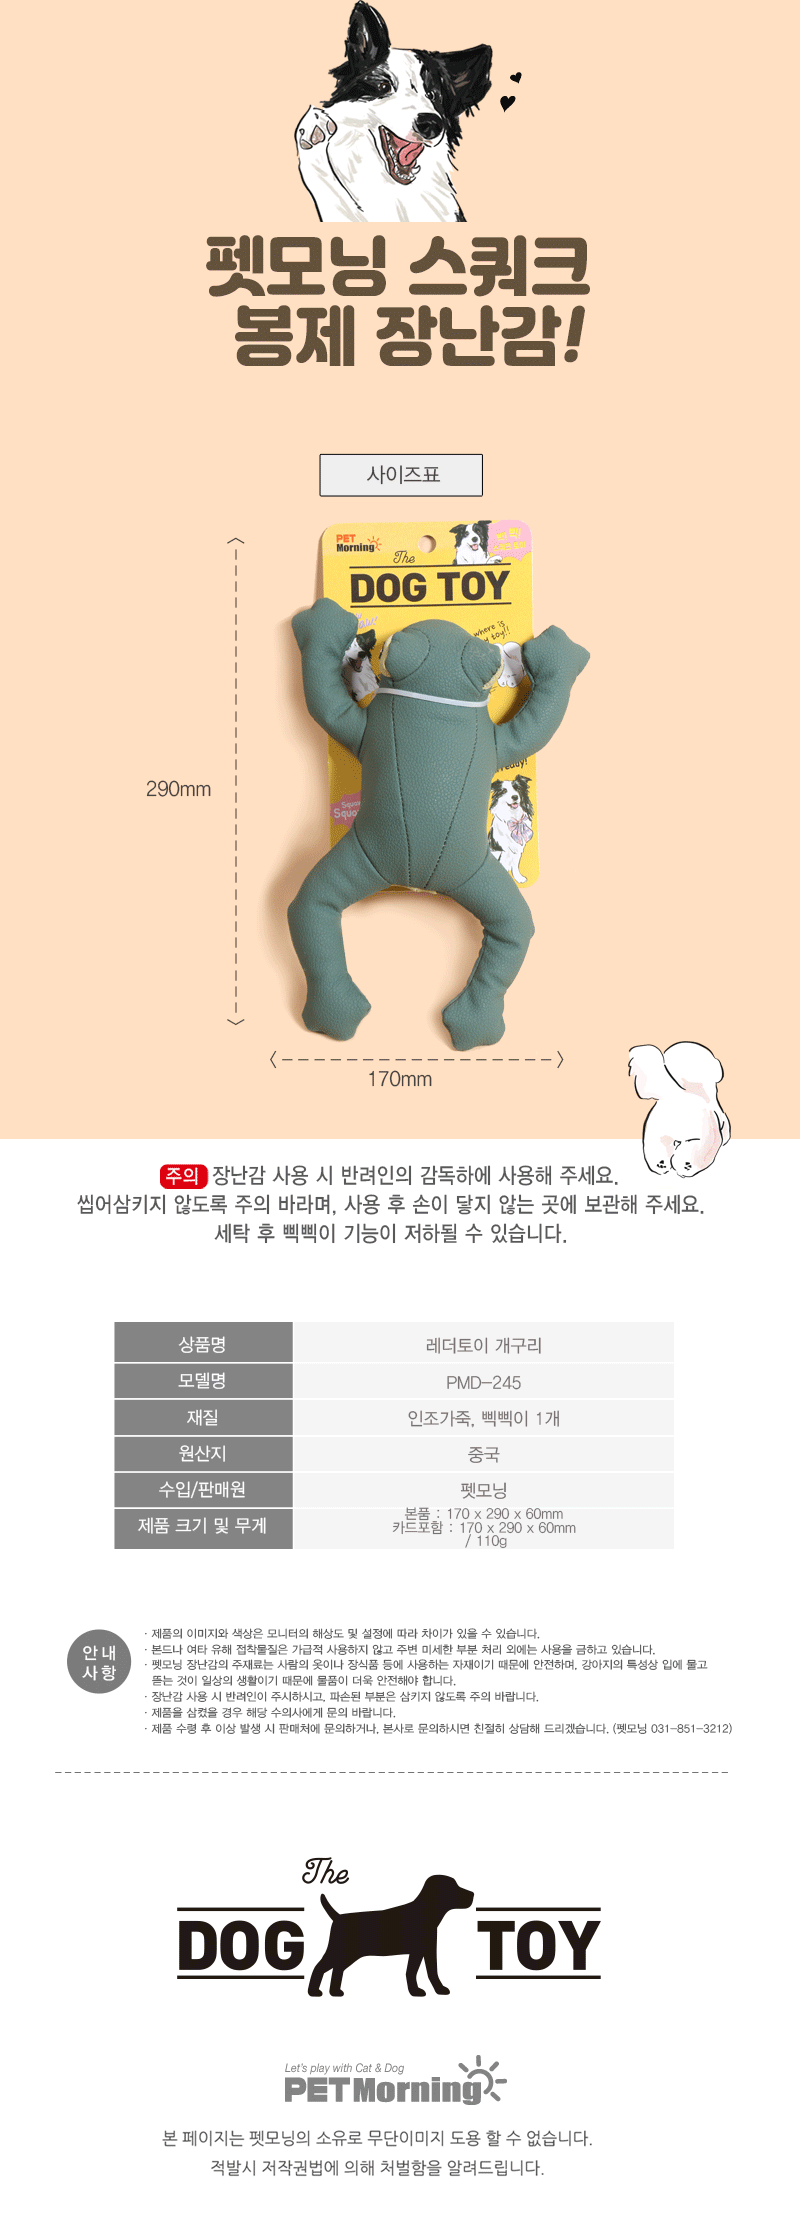 펫모닝 스쿼크
봉제 장난감!
사이즈표
PET
Morning
The
DOG TOY
where is
toy!!
290mm
170mm
주의 장난감 사용 시 반려인의 감독하에 사용해 주세요.
씹어삼키지 않도록 주의 바라며, 사용 후 손이 닿지 않는 곳에 보관해 주세요.
세탁 후 삑삑이 기능이 저하될 수 있습니다.
상품명 레더토이 개구리
모델명 PMD-245
재질 인조가죽, 삑삑이 1개
원산지 중국
수입/판매원 펫모닝
제품 크기 및 무게 본품 : 170 x 290 x 60mm
카드포함 : 170 x 290 x 60mm
/ 110g
안내
사항
· 제품의 이미지와 색상은 모니터의 해상도 및 설정에 따라 차이가 있을 수 있습니다.
· 본드나 여타 유해 접착물질은 가급적 사용하지 않고 주변 미세한 부분 처리 외에는 사용을 금하고 있습니다.
· 펫모닝 장난감의 주재료는 사람의 옷이나 장식품 등에 사용하는 자재이기 때문에 안전하며, 강아지의 특성상 입에 물고
뜯는 것이 일상의 생활이기 때문에 물품이 더욱 안전해야 합니다.
· 장난감 사용 시 반려인이 주시하시고, 파손된 부분은 삼키지 않도록 주의 바랍니다.
· 제품을 삼켰을 경우 해당 수의사에게 문의 바랍니다.
· 제품 수령 후 이상 발생 시 판매처에 문의하거나, 본사로 문의하시면 친절히 상담해 드리겠습니다. (펫모닝 031-851-3212)
The
DOG TOY
Let's play with Cat & Dog
PETMorning
본 페이지는 펫모닝의 소유로 무단이미지 도용 할 수 없습니다.
적발시 저작권법에 의해 처벌함을 알려드립니다.